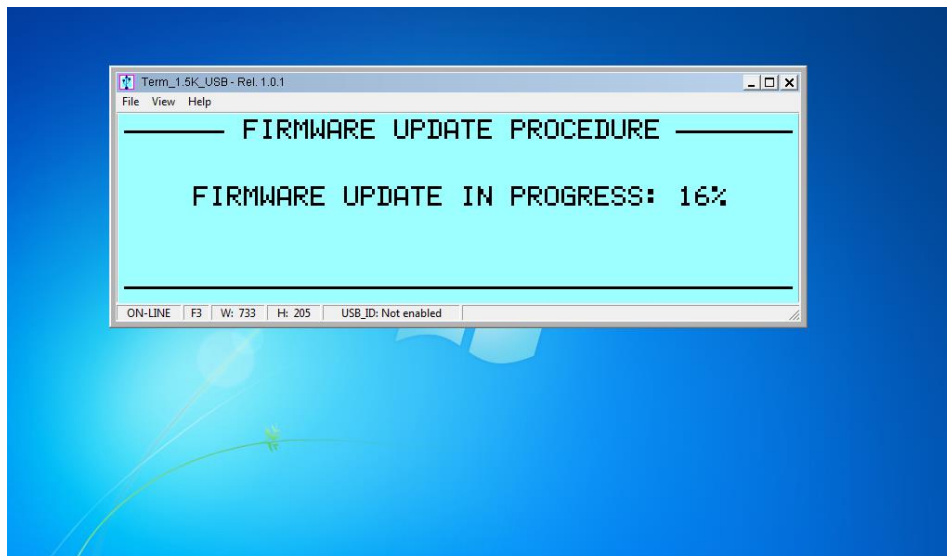 Term_1.5K_USB - Rel. 1.0.1
File View Help
FIRMWARE UPDATE PROCEDURE
FIRMWARE UPDATE IN PROGRESS: 16%
ON-LINE F3 W: 733 H: 205 USB_ID: Not enabled